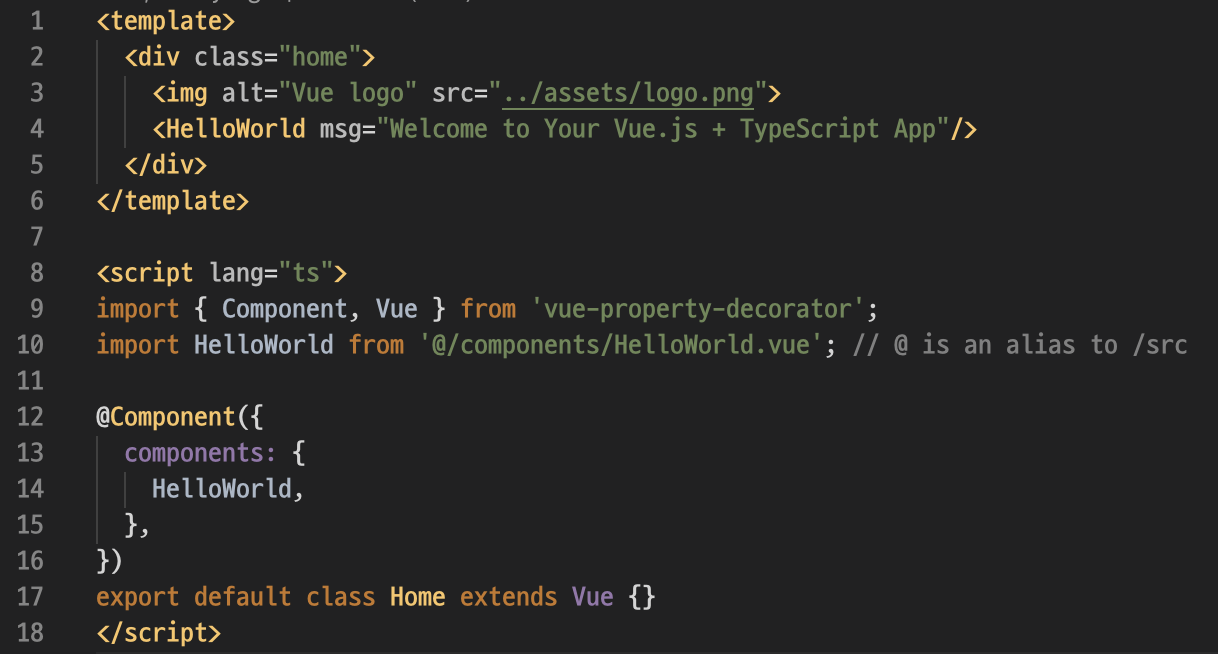 1 <template>
2   <div class="home">
3     <img alt="Vue logo" src="../assets/logo.png">
4     <HelloWorld msg="Welcome to Your Vue.js + TypeScript App"/>
5   </div>
6 </template>
7
8 <script lang="ts">
9 import { Component, Vue } from 'vue-property-decorator';
10 import HelloWorld from '@/components/HelloWorld.vue'; // @ is an alias to /src
11
12 @Component({
13   components: {
14     HelloWorld,
15   },
16 })
17 export default class Home extends Vue {}
18 </script>